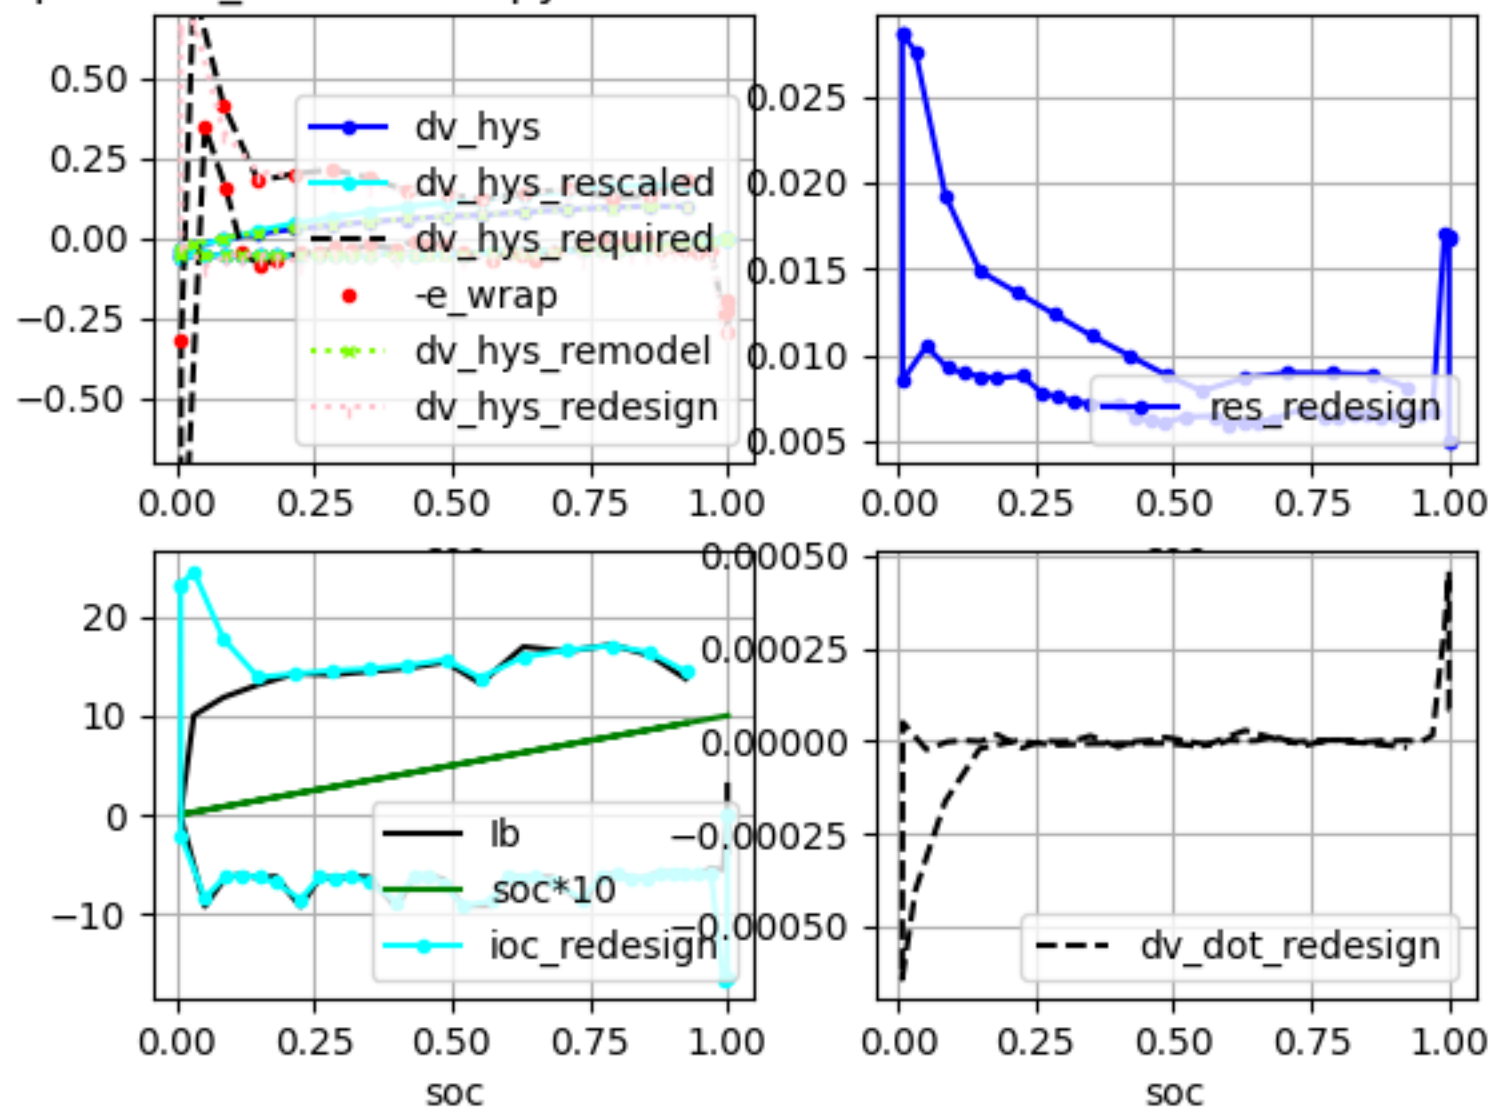 0.50
0.25
0.00
−0.25
−0.50
dv_hys
dv_hys_rescaled
dv_hys_required
-e_wrap
dv_hys_remodel
dv_hys_redesign
0.00 0.25 0.50 0.75 1.00
0.025
0.020
0.015
0.010
0.005
res_redesign
0.00 0.25 0.50 0.75 1.00
20
10
0
−10
Ib
soc*10
ioc_redesign
0.00 0.25 0.50 0.75 1.00
soc
0.00050
0.00025
0.00000
−0.00025
−0.00050
dv_dot_redesign
0.00 0.25 0.50 0.75 1.00
soc